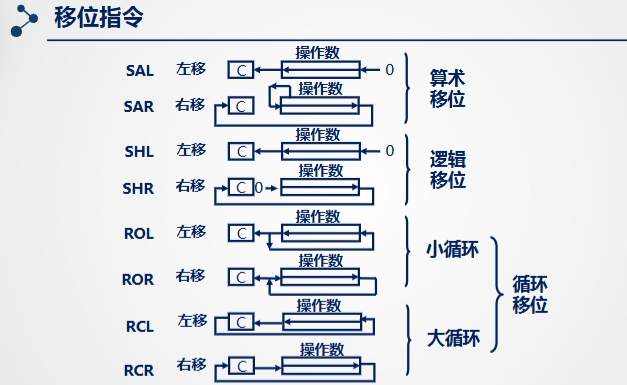 移位指令
操作数
SAL 左移 C 0
算术
移位
操作数
SAR 右移 C
操作数
SHL 左移 C 0
逻辑
移位
操作数
SHR 右移 C 0
操作数
ROL 左移 C
小循环
操作数
ROR 右移 C
循环
移位
操作数
RCL 左移 C
大循环
操作数
RCR 右移 C